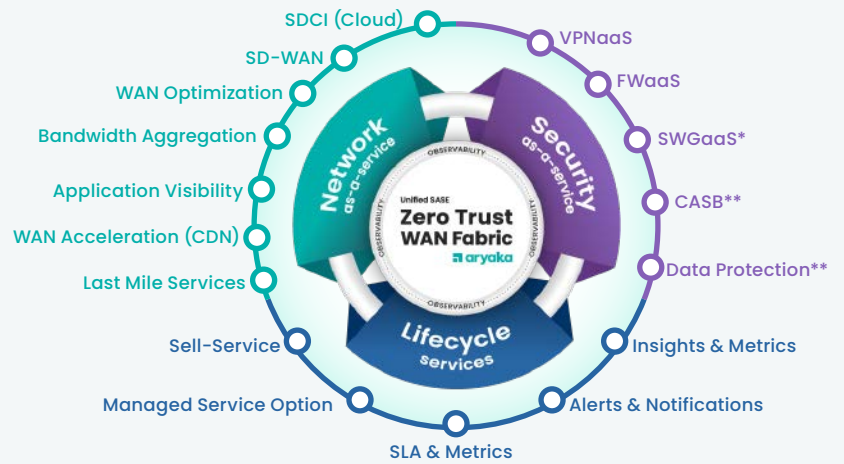 SDCI (Cloud)
SD-WAN
WAN Optimization
Bandwidth Aggregation
Application Visibility
WAN Acceleration (CDN)
Last Mile Services
VPNaaS
FWaaS
SWGaaS*
CASB**
Data Protection**
Network
as-a-service
Security
as-a-service
OBSERVABILITY
OBSERVABILITY
OBSERVABILITY
OBSERVABILITY
Unified SASE
Zero Trust
WAN Fabric
aryaka
Lifecycle
services
Sell-Service
Managed Service Option
SLA & Metrics
Alerts & Notifications
Insights & Metrics